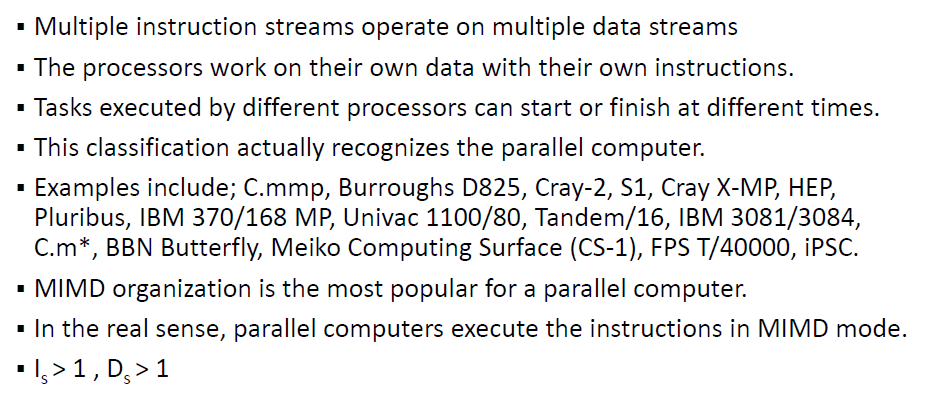 ▪ Multiple instruction streams operate on multiple data streams
▪ The processors work on their own data with their own instructions.
▪ Tasks executed by different processors can start or finish at different times.
▪ This classification actually recognizes the parallel computer.
▪ Examples include; C.mmp, Burroughs D825, Cray-2, S1, Cray X-MP, HEP,
Pluribus, IBM 370/168 MP, Univac 1100/80, Tandem/16, IBM 3081/3084,
C.m*, BBN Butterfly, Meiko Computing Surface (CS-1), FPS T/40000, iPSC.
▪ MIMD organization is the most popular for a parallel computer.
▪ In the real sense, parallel computers execute the instructions in MIMD mode.
▪ Iₛ > 1 , Dₛ > 1